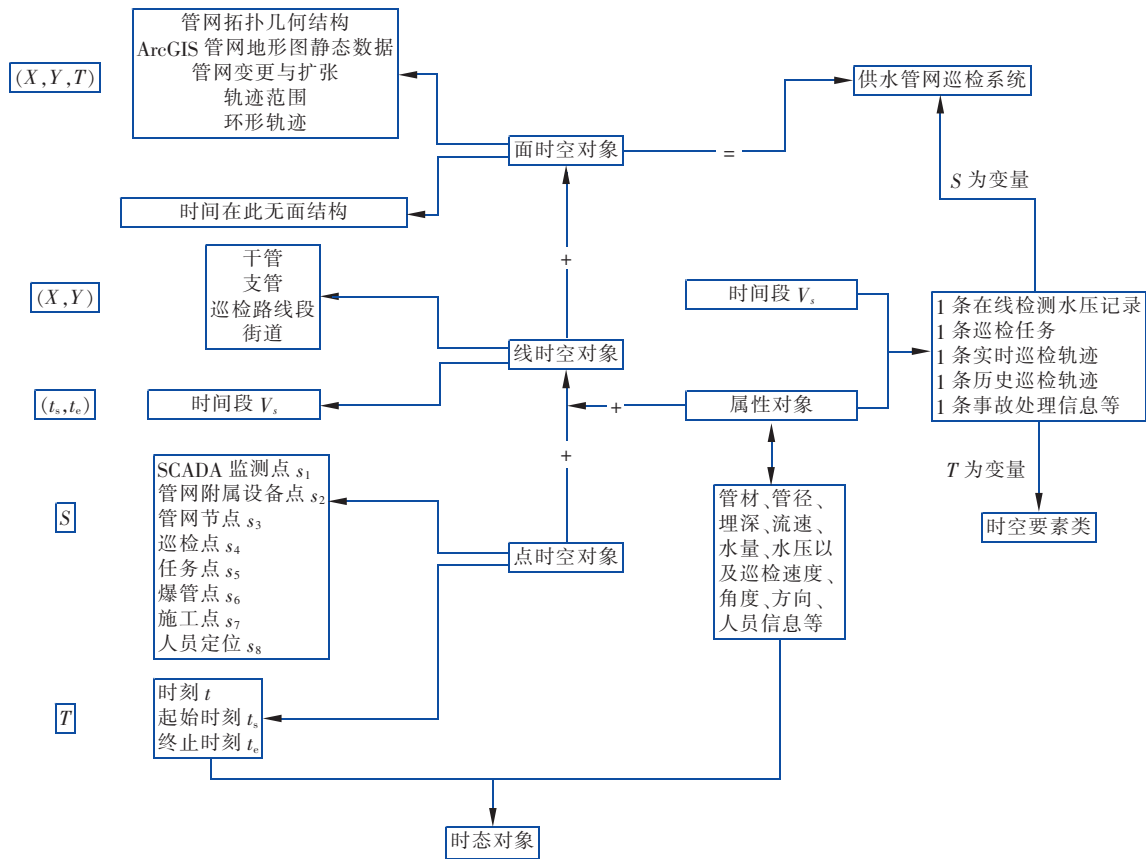 管网拓扑几何结构
ArcGIS 管网地形图静态数据
管网变更与扩张
轨迹范围
环形轨迹
(X,Y,T)
供水管网巡检系统
面时空对象
=
S 为变量
时间在此无面结构
+
干管
支管
巡检路线段
街道
(X,Y)
时间段 Vs
1 条在线检测水压记录
1 条巡检任务
1 条实时巡检轨迹
1 条历史巡检轨迹
1 条事故处理信息等
线时空对象
(ts,te)
时间段 Vs
+
属性对象
+
T 为变量
SCADA 监测点 s1
管网附属设备点 s2
管网节点 s3
巡检点 s4
任务点 s5
爆管点 s6
施工点 s7
人员定位 s8
S
点时空对象
管材、管径、
埋深、流速、
水量、水压以
及巡检速度、
角度、方向、
人员信息等
时空要素类
T
时刻 t
起始时刻 ts
终止时刻 te
时态对象